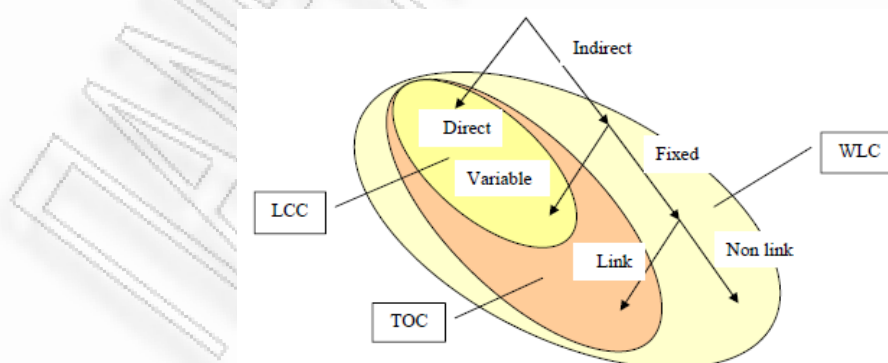 Indirect
Direct
Fixed
WLC
Variable
LCC
Link
Non link
TOC